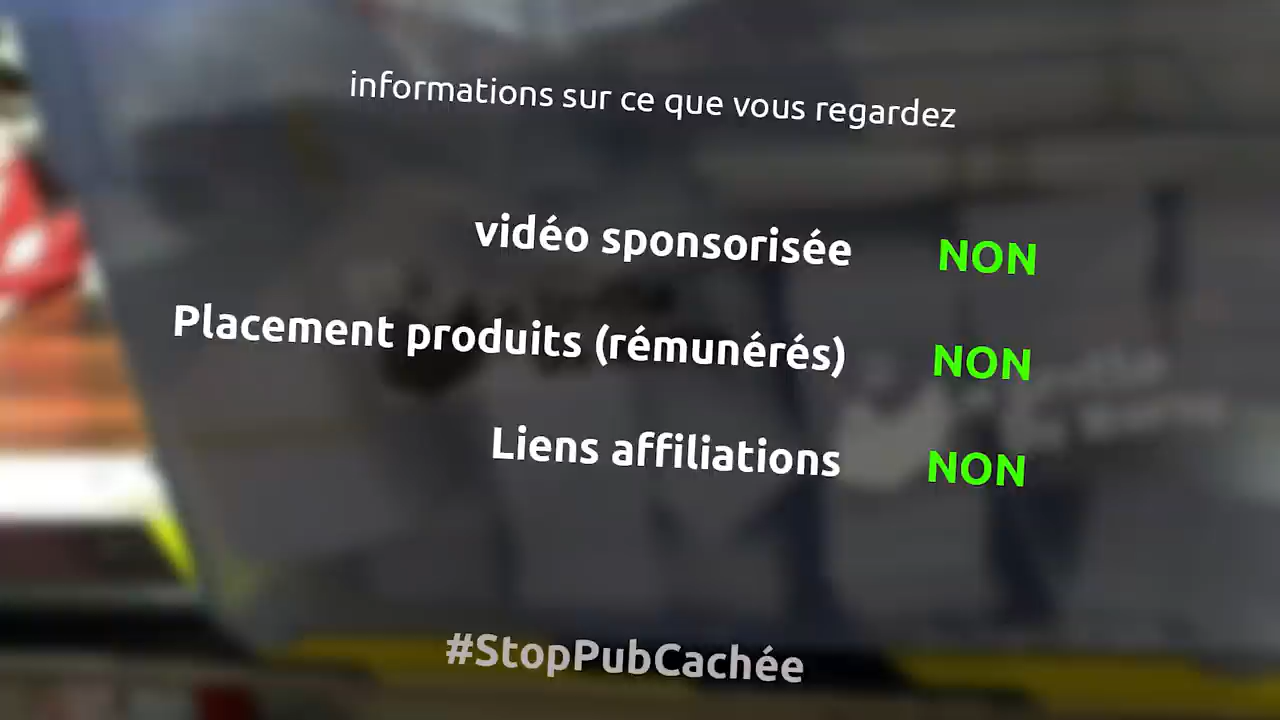 informations sur ce que vous regardez
vidéo sponsorisée NON
Placement produits (rémunérés) NON
Liens affiliations NON
#StopPubCachée